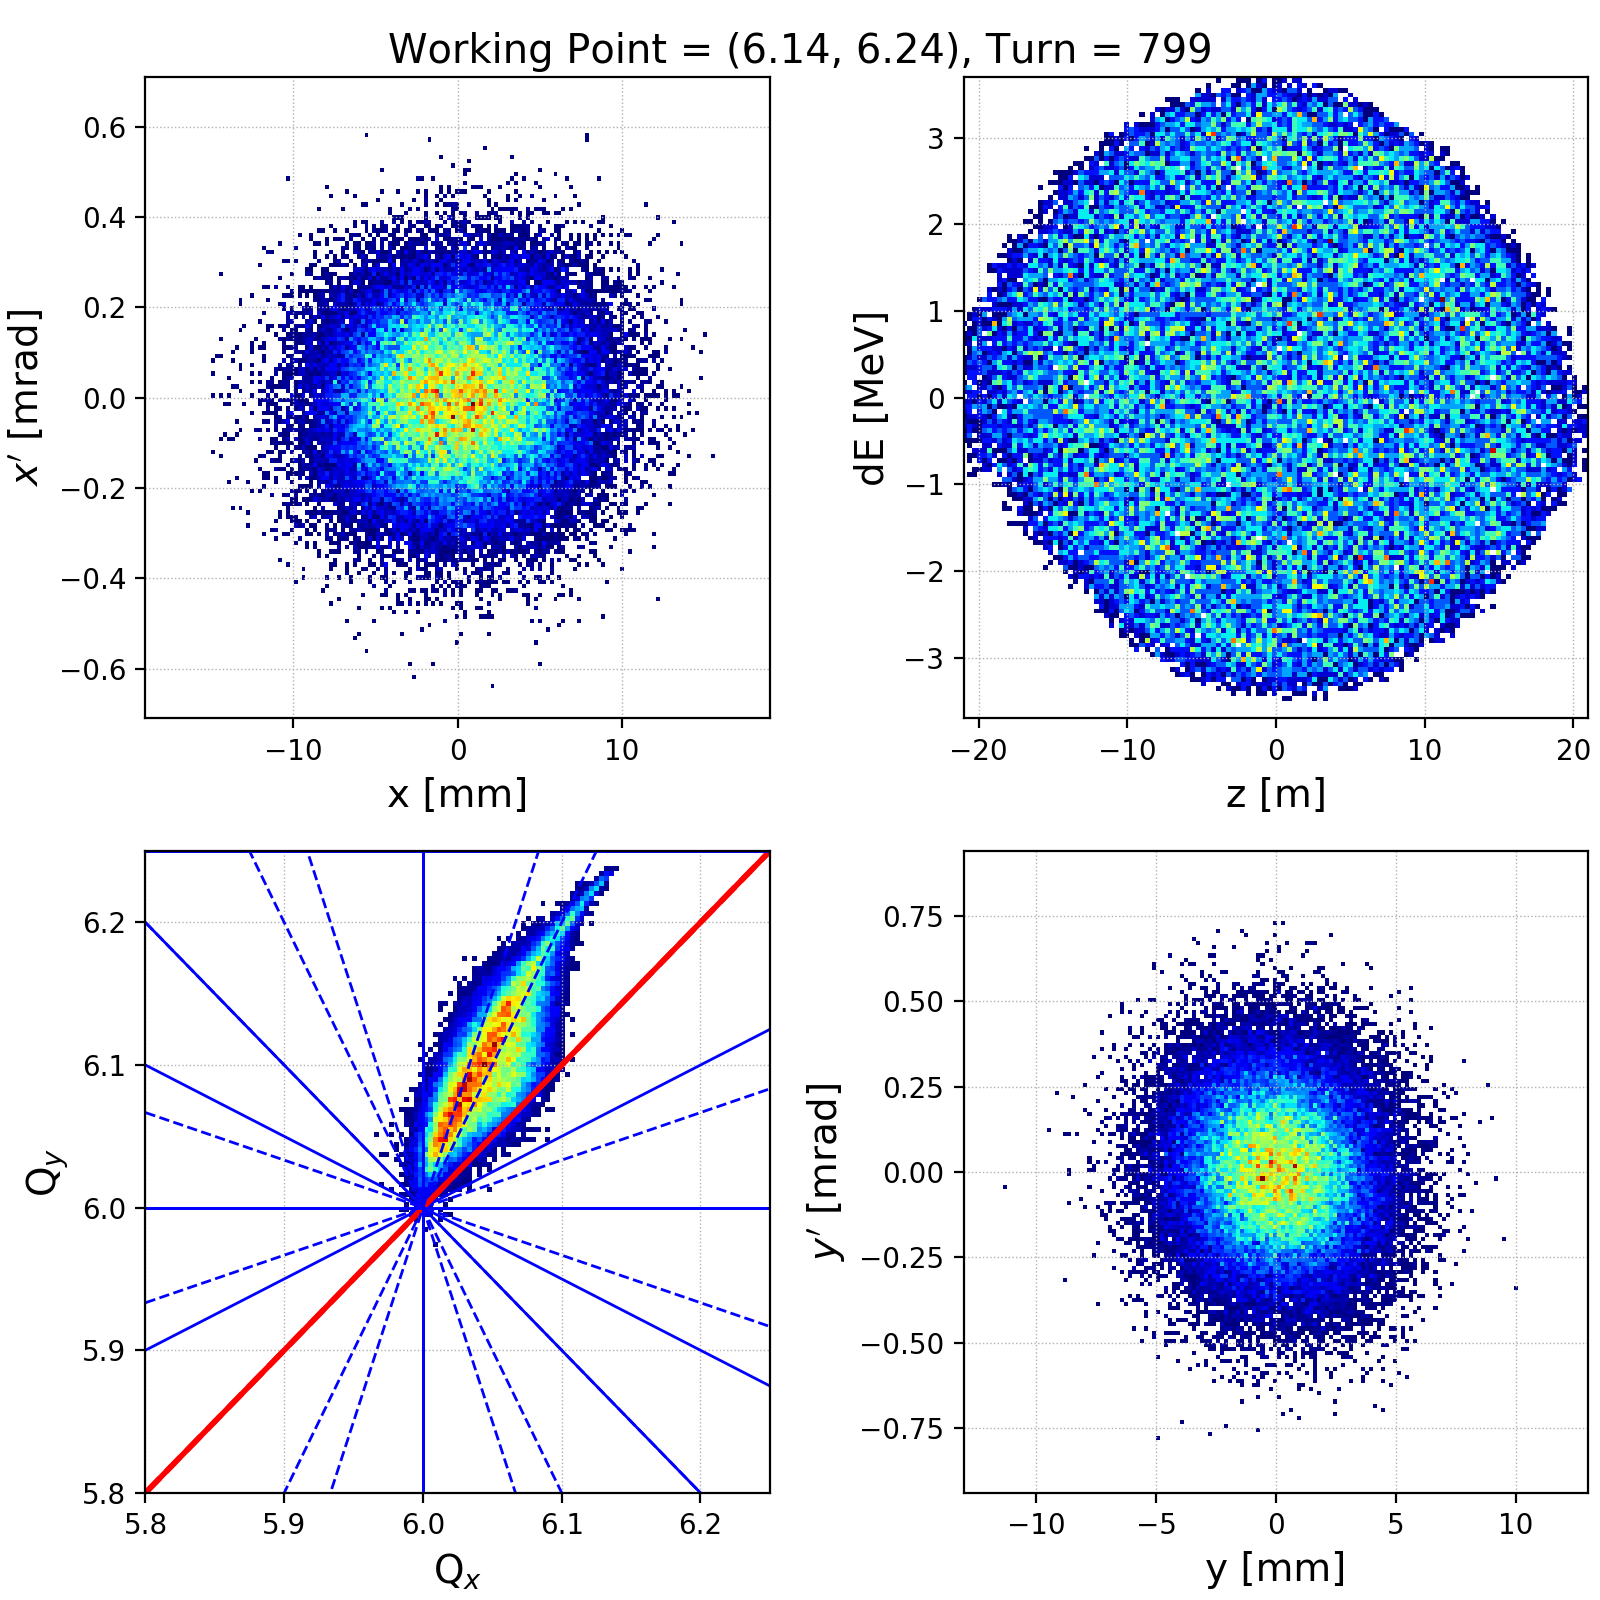 Working Point = (6.14, 6.24), Turn = 799
0.6
0.4
0.2
0.0
−0.2
−0.4
−0.6
x′ [mrad]
−10 0 10
x [mm]
3
2
1
0
−1
−2
−3
dE [MeV]
−20 −10 0 10 20
z [m]
6.2
6.1
6.0
5.9
5.8
Qy
5.8 5.9 6.0 6.1 6.2
Qx
0.75
0.50
0.25
0.00
−0.25
−0.50
−0.75
y′ [mrad]
−10 −5 0 5 10
y [mm]